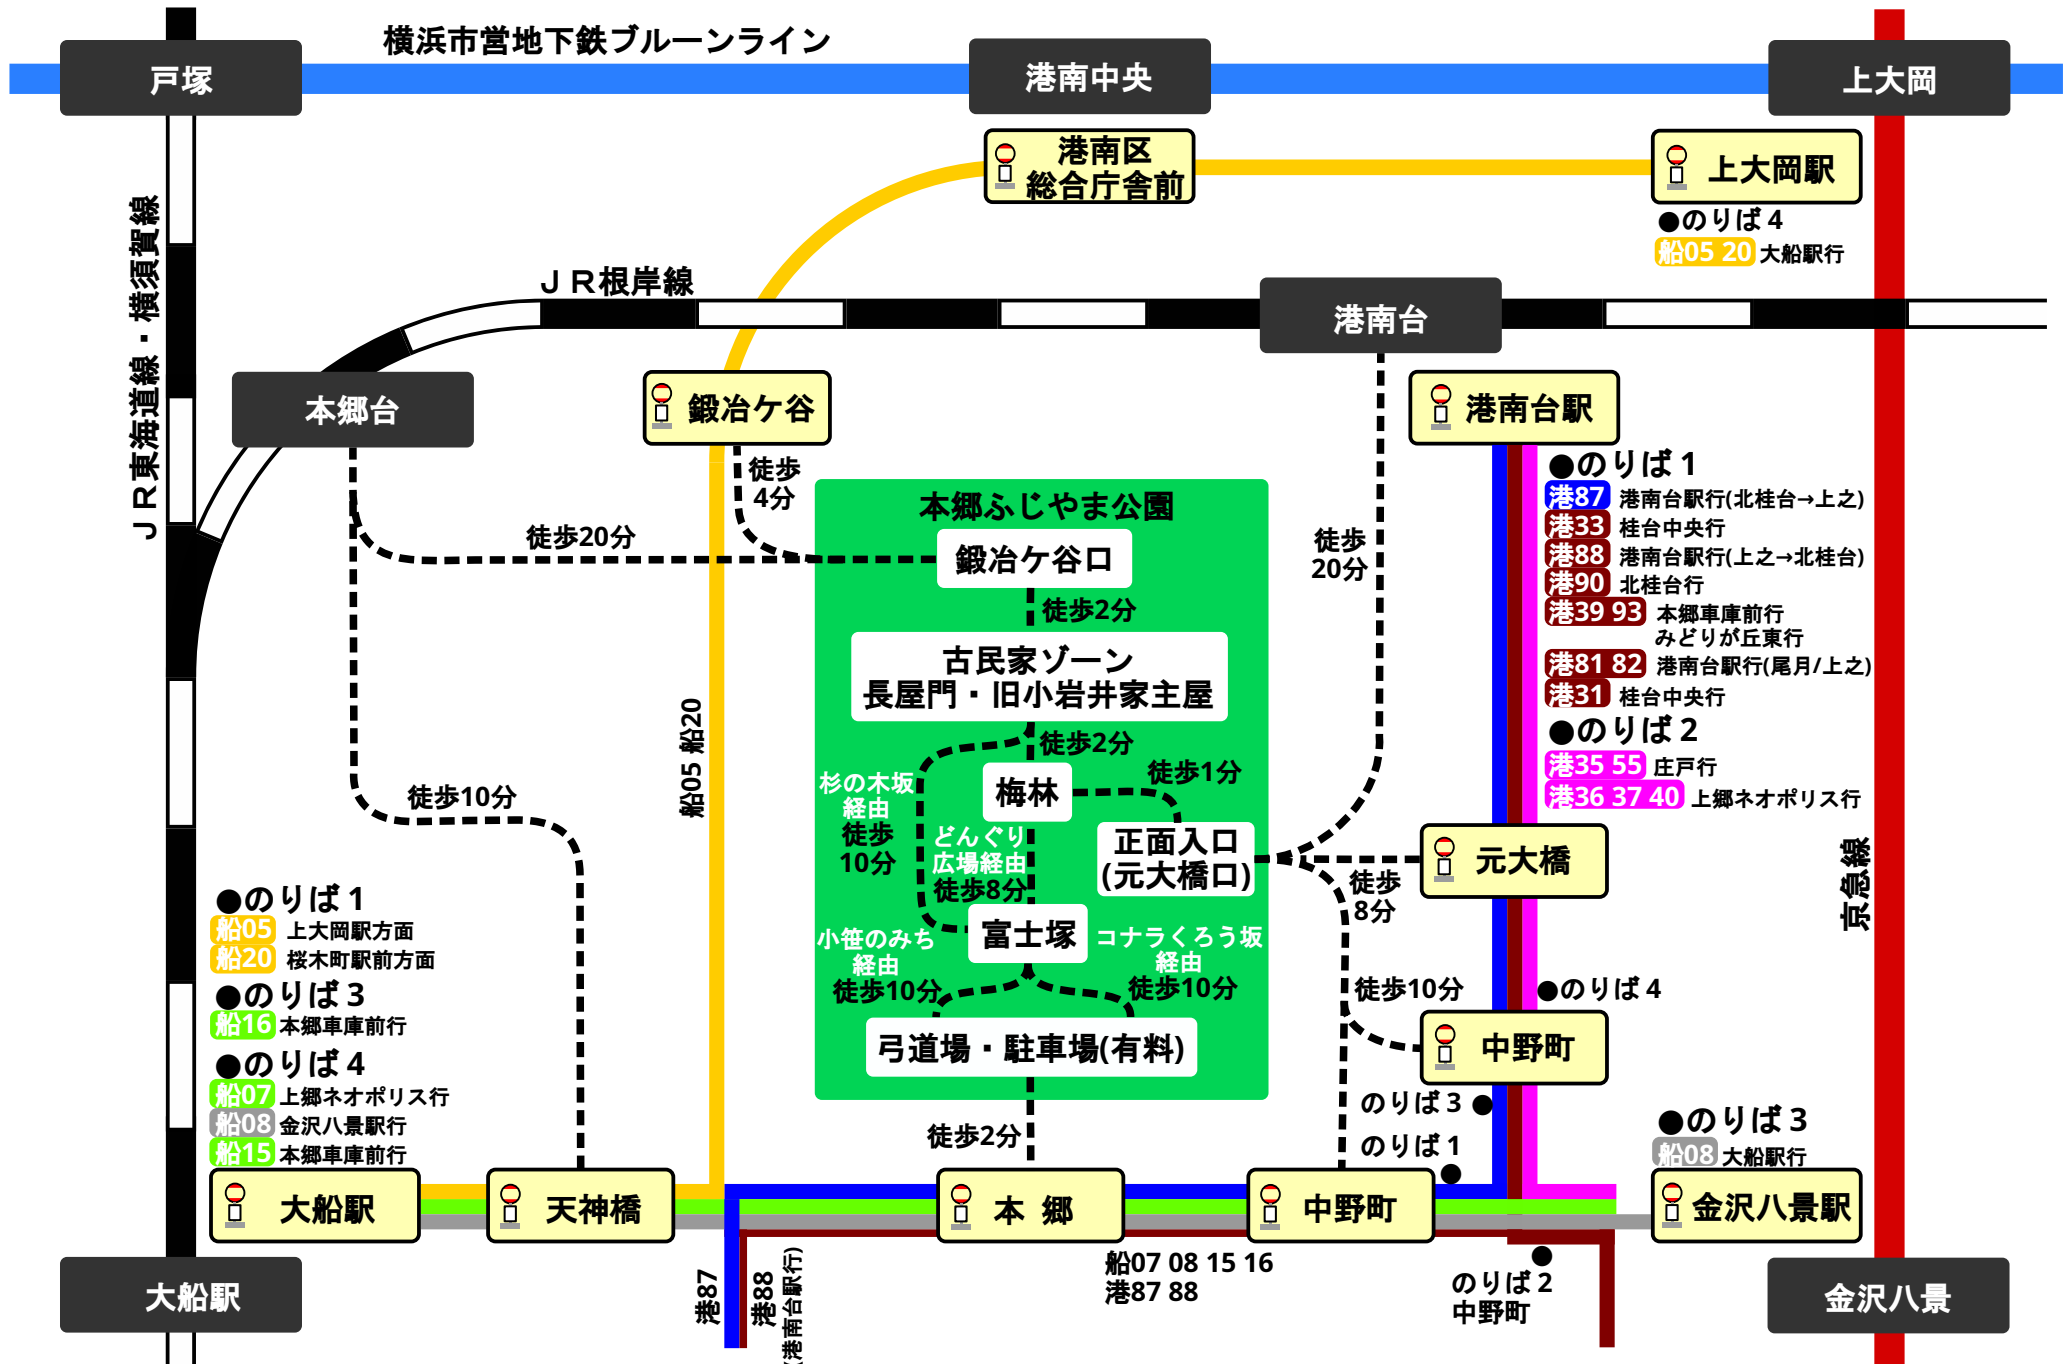 横浜市営地下鉄ブルーンライン
戸塚
港南中央
上大岡
港南区
総合庁舎前
上大岡駅
●のりば 4
船05 20 大船駅行
ＪＲ東海道線・横須賀線
ＪＲ根岸線
港南台
本郷台
鍛冶ケ谷
港南台駅
徒歩
4分
徒歩20分
徒歩
20分
●のりば 1
港87 港南台駅行(北桂台→上之)
港33 桂台中央行
港88 港南台駅行(上之→北桂台)
港90 北桂台行
港39 93 本郷車庫前行
みどりが丘東行
港81 82 港南台駅行(尾月/上之)
港31 桂台中央行
●のりば 2
港35 55 庄戸行
港36 37 40 上郷ネオポリス行
本郷ふじやま公園
鍛冶ケ谷口
徒歩2分
古民家ゾーン
長屋門・旧小岩井家主屋
徒歩2分
梅林
徒歩1分
杉の木坂
経由
徒歩
10分
どんぐり
広場経由
徒歩8分
正面入口
(元大橋口)
富士塚
小笹のみち
経由
徒歩10分
コナラくろう坂
経由
徒歩10分
弓道場・駐車場(有料)
徒歩2分
船05 船20
徒歩10分
元大橋
徒歩
8分
京急線
徒歩10分
●のりば 4
中野町
のりば 3 ●
のりば 1
●
●のりば 1
船05 上大岡駅方面
船20 桜木町駅前方面
●のりば 3
船16 本郷車庫前行
●のりば 4
船07 上郷ネオポリス行
船08 金沢八景駅行
船15 本郷車庫前行
●のりば 3
船08 大船駅行
大船駅
天神橋
本 郷
中野町
金沢八景駅
船07 08 15 16
港87 88
港87
港88
(港南台駅行)
●
のりば 2
中野町
大船駅
金沢八景